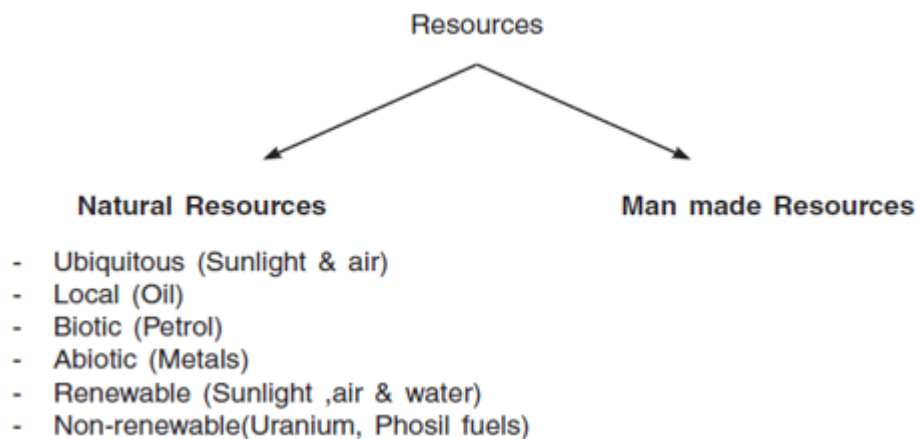 Resources
Natural Resources
Man made Resources
- Ubiquitous (Sunlight & air)
- Local (Oil)
- Biotic (Petrol)
- Abiotic (Metals)
- Renewable (Sunlight ,air & water)
- Non-renewable(Uranium, Phosil fuels)